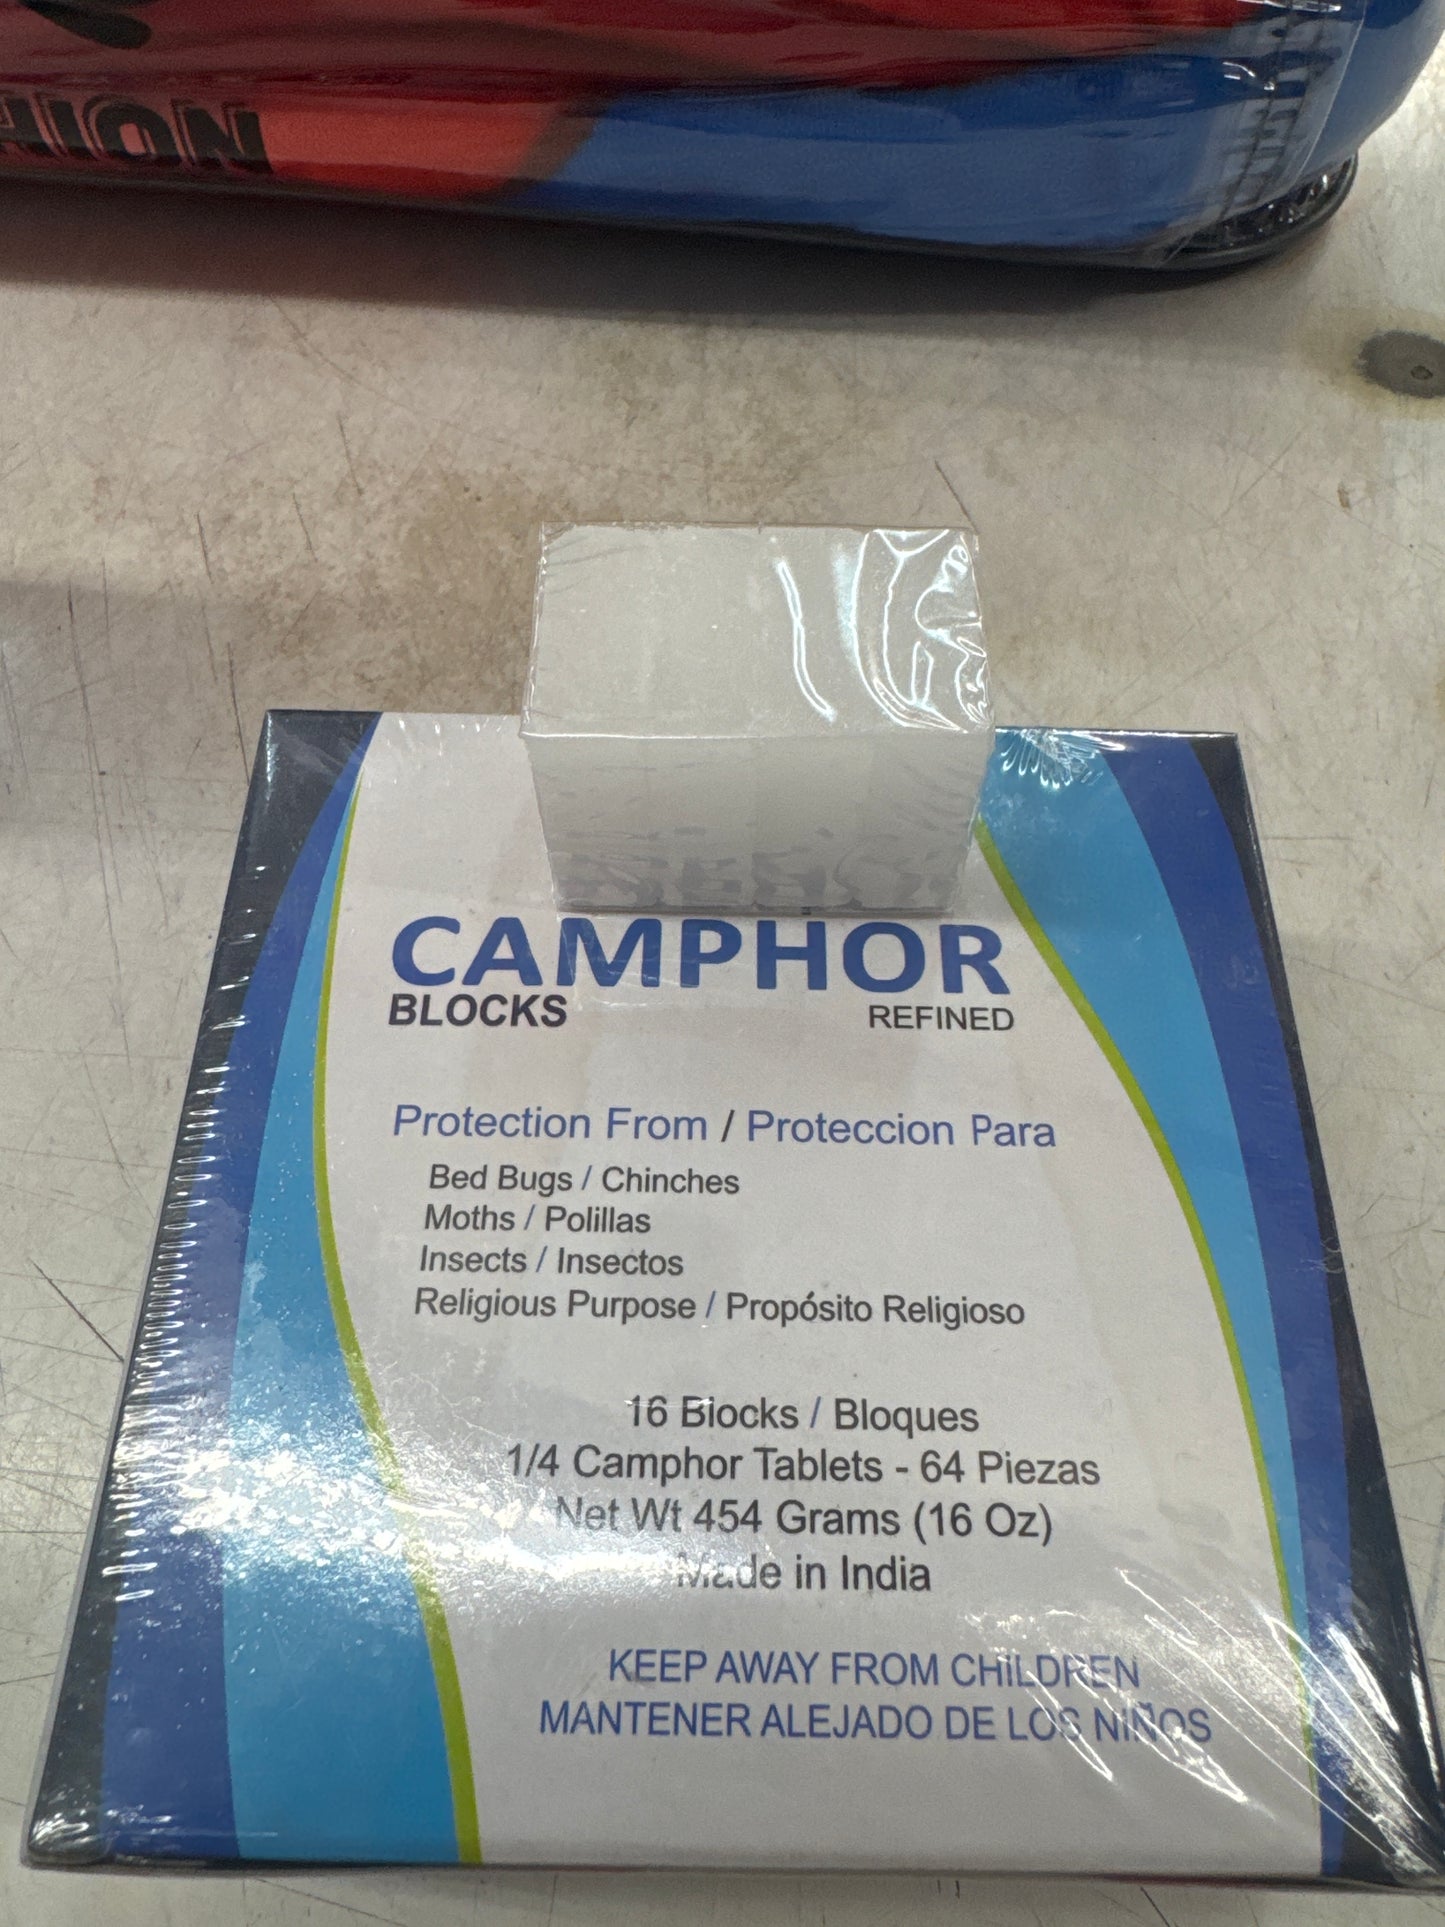 CAMPHOR
BLOCKS REFINED
Protection From / Proteccion Para
Bed Bugs / Chinches
Moths / Polillas
Insects / Insectos
Religious Purpose / Propósito Religioso
16 Blocks / Bloques
1/4 Camphor Tablets - 64 Piezas
Net Wt 454 Grams (16 Oz)
Made in India
KEEP AWAY FROM CHILDREN
MANTENER ALEJADO DE LOS NIÑOS